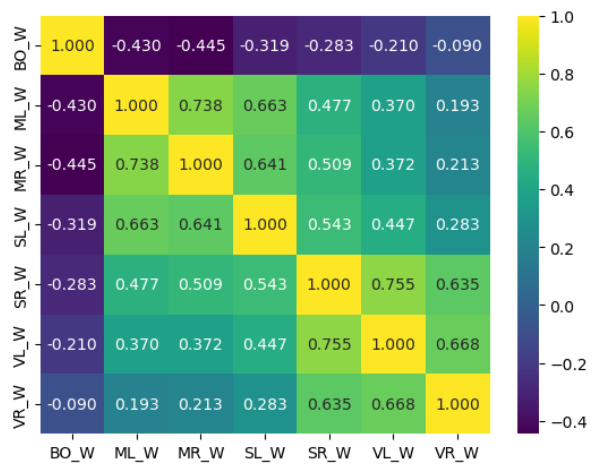 BO_W 1.000 -0.430 -0.445 -0.319 -0.283 -0.210 -0.090
ML_W -0.430 1.000 0.738 0.663 0.477 0.370 0.193
MR_W -0.445 0.738 1.000 0.641 0.509 0.372 0.213
SL_W -0.319 0.663 0.641 1.000 0.543 0.447 0.283
SR_W -0.283 0.477 0.509 0.543 1.000 0.755 0.635
VL_W -0.210 0.370 0.372 0.447 0.755 1.000 0.668
VR_W -0.090 0.193 0.213 0.283 0.635 0.668 1.000
BO_W ML_W MR_W SL_W SR_W VL_W VR_W
1.0
0.8
0.6
0.4
0.2
0.0
−0.2
−0.4